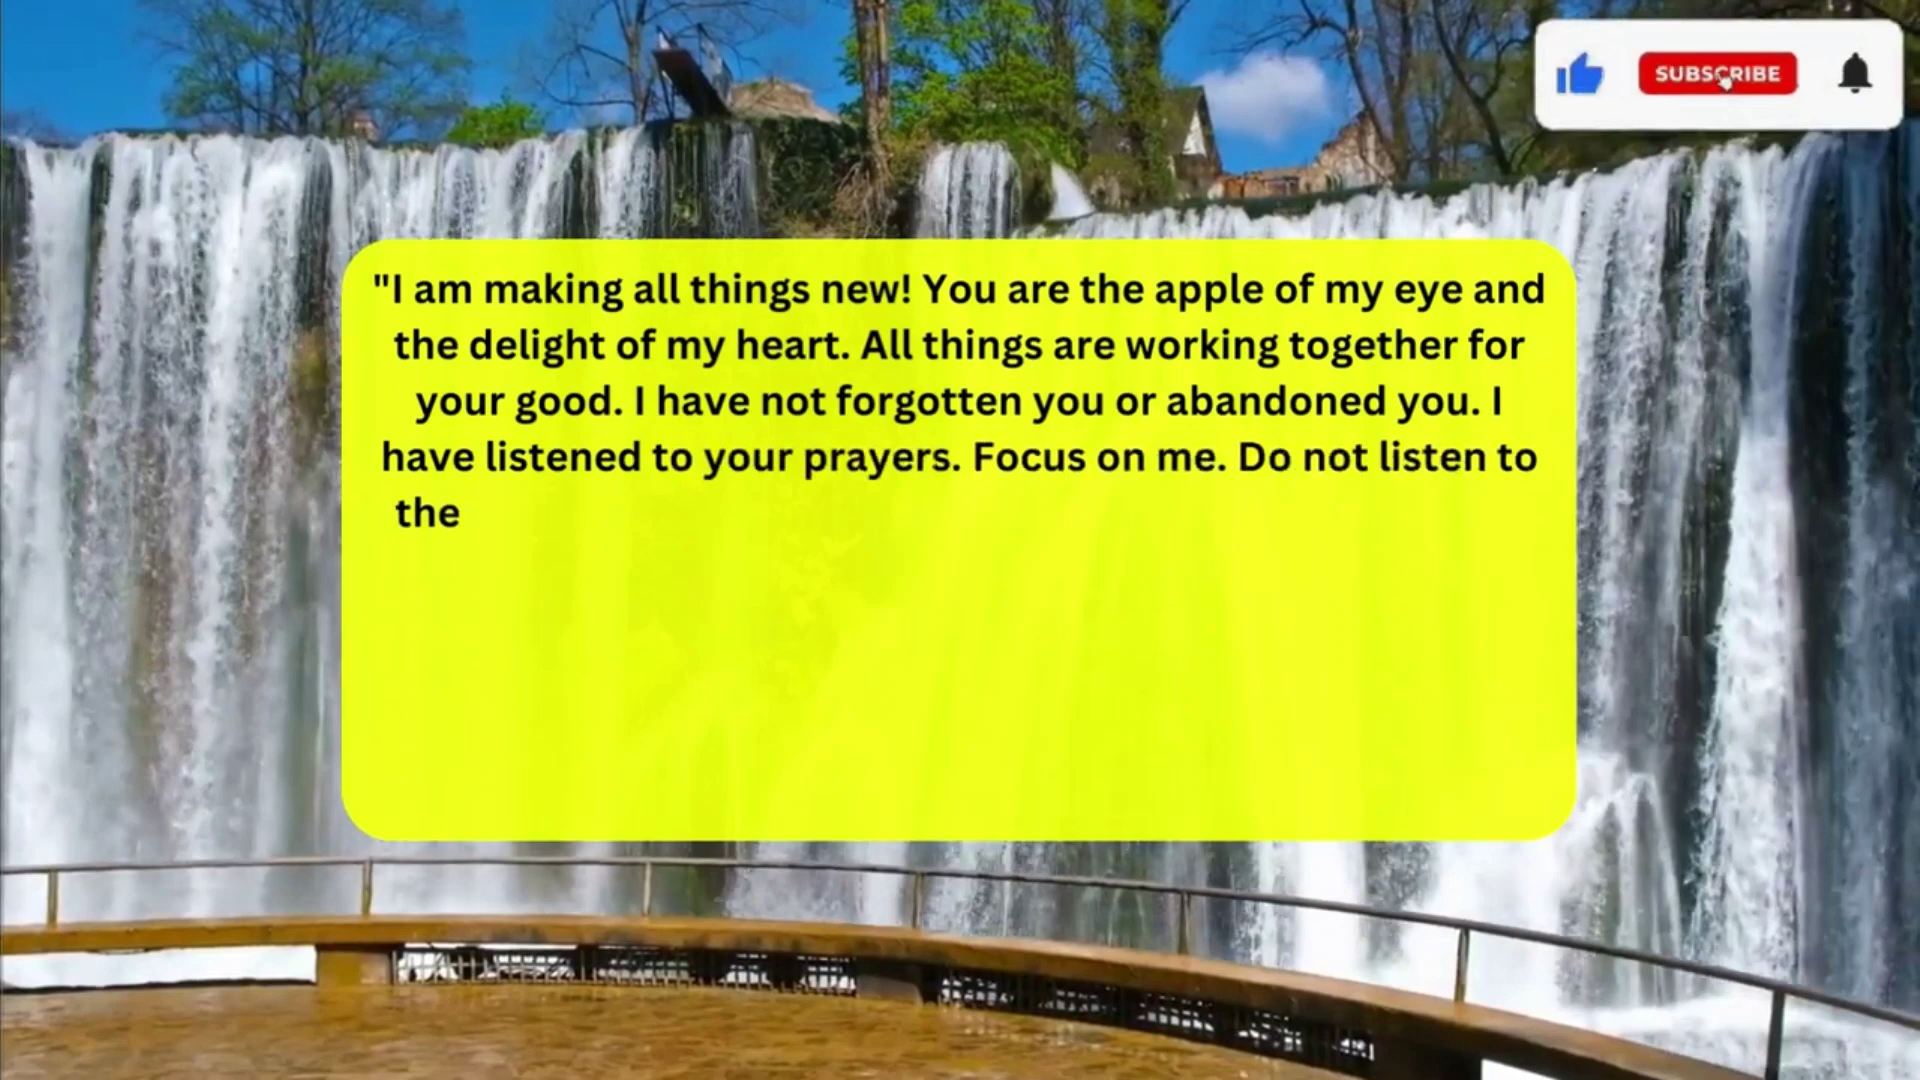 SUBSCRIBE
"I am making all things new! You are the apple of my eye and
the delight of my heart. All things are working together for
your good. I have not forgotten you or abandoned you. I
have listened to your prayers. Focus on me. Do not listen to
the